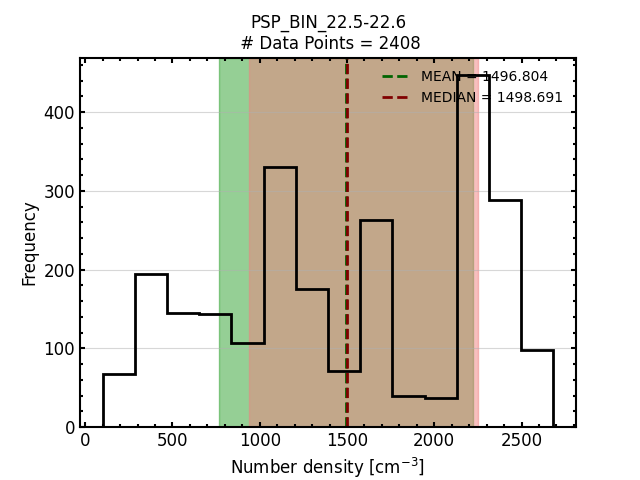 PSP_BIN_22.5-22.6
# Data Points = 2408
MEAN = 1496.804
MEDIAN = 1498.691
Frequency
400
300
200
100
0
0 500 1000 1500 2000 2500
Number density [cm⁻³]